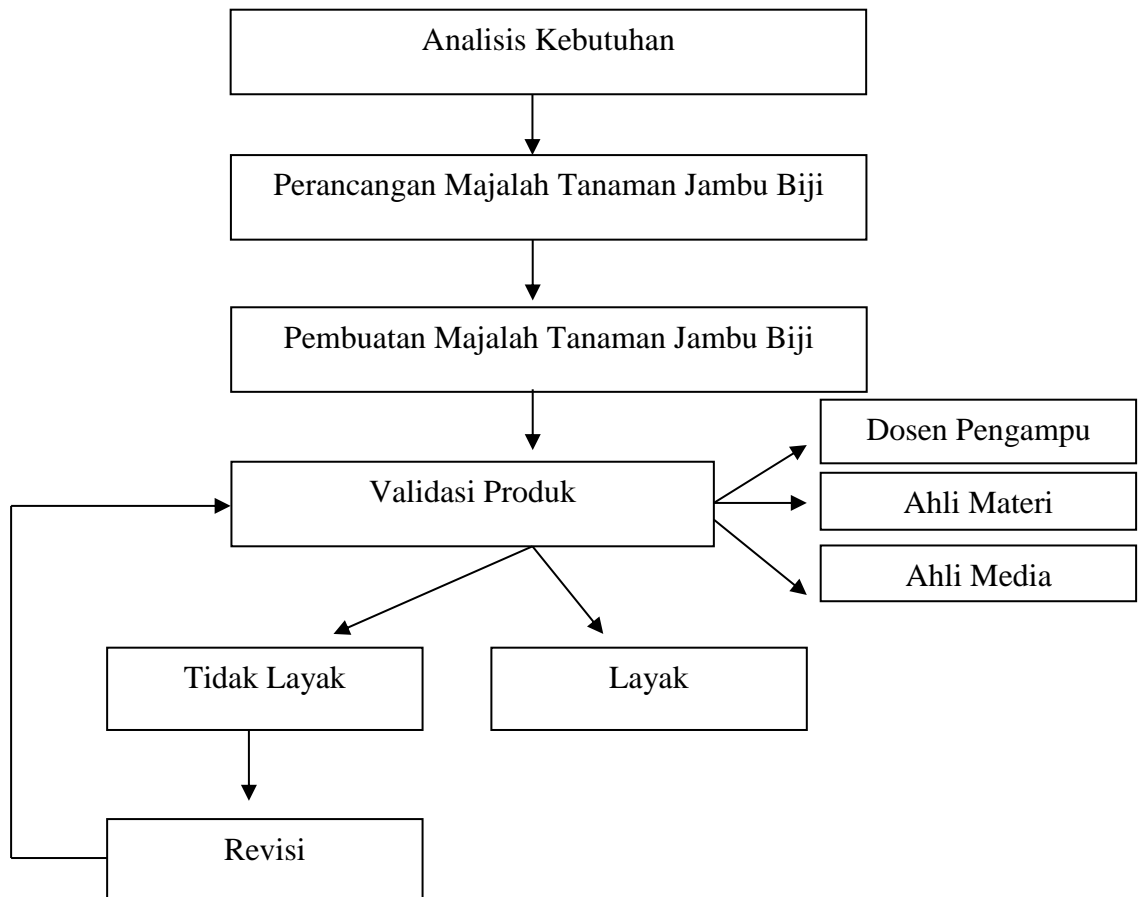 Analisis Kebutuhan
Perancangan Majalah Tanaman Jambu Biji
Pembuatan Majalah Tanaman Jambu Biji
Validasi Produk
Dosen Pengampu
Ahli Materi
Ahli Media
Tidak Layak
Layak
Revisi